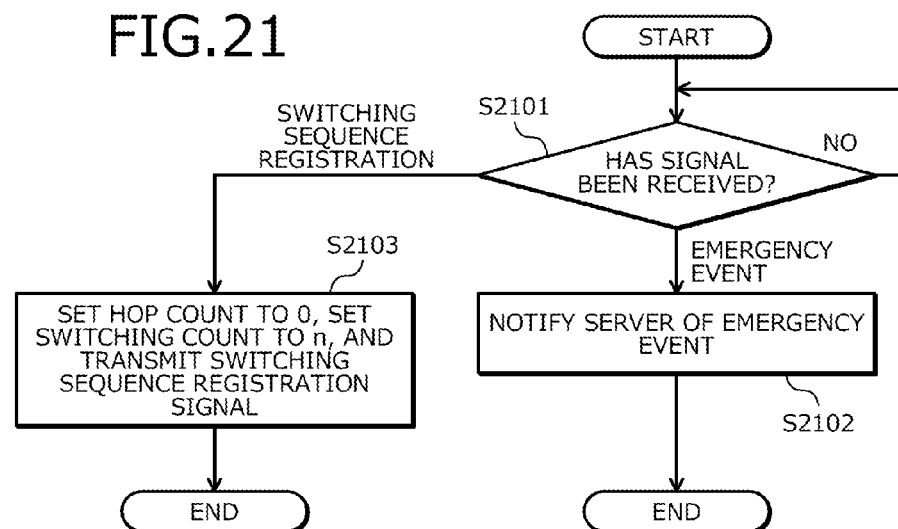 FIG.21
START
S2101
SWITCHING
SEQUENCE
REGISTRATION
NO
HAS SIGNAL
BEEN RECEIVED?
S2103
EMERGENCY
EVENT
SET HOP COUNT TO 0, SET
SWITCHING COUNT TO n, AND
TRANSMIT SWITCHING
SEQUENCE REGISTRATION
SIGNAL
NOTIFY SERVER OF EMERGENCY
EVENT
S2102
END
END